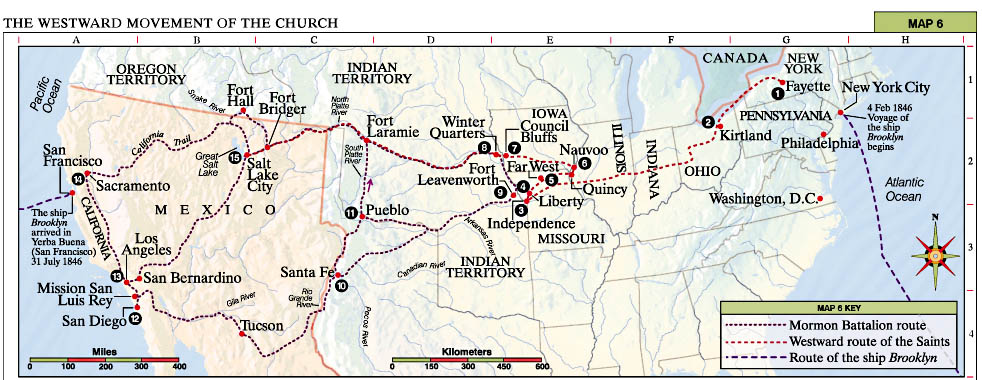 THE WESTWARD MOVEMENT OF THE CHURCH
MAP 6
A
B
C
D
E
F
G
H
1
2
3
4
Pacific
Ocean
OREGON
TERRITORY
Snake River
Fort
Hall
Fort
Bridger
INDIAN
TERRITORY
North
Platte
River
Fort
Laramie
South
Platte
River
Winter
Quarters
8
7
IOWA
Council
Bluffs
Nauvoo
6
Fort
Leavenworth
9
Far West
5
4
Liberty
3
Independence
Quincy
MISSOURI
ILLINOIS
INDIANA
OHIO
2
Kirtland
CANADA
NEW
YORK
1
Fayette
PENNSYLVANIA
Philadelphia
Washington, D.C.
New York City
4 Feb 1846
Voyage of
the ship
Brooklyn
begins
Atlantic
Ocean
San
Francisco
14
Sacramento
California Trail
Great
Salt
Lake
15
Salt
Lake
City
MEXICO
CALIFORNIA
The ship
Brooklyn
arrived in
Yerba Buena
(San Francisco)
31 July 1846
Los
Angeles
13
San Bernardino
Mission San
Luis Rey
San Diego
12
Gila River
Tucson
11
Pueblo
Santa Fe
10
Rio
Grande
River
Pecos River
Canadian River
Arkansas River
INDIAN
TERRITORY
N
Miles
0 100 200 300 400
Kilometers
0 150 300 450 600
MAP 6 KEY
Mormon Battalion route
Westward route of the Saints
Route of the ship Brooklyn